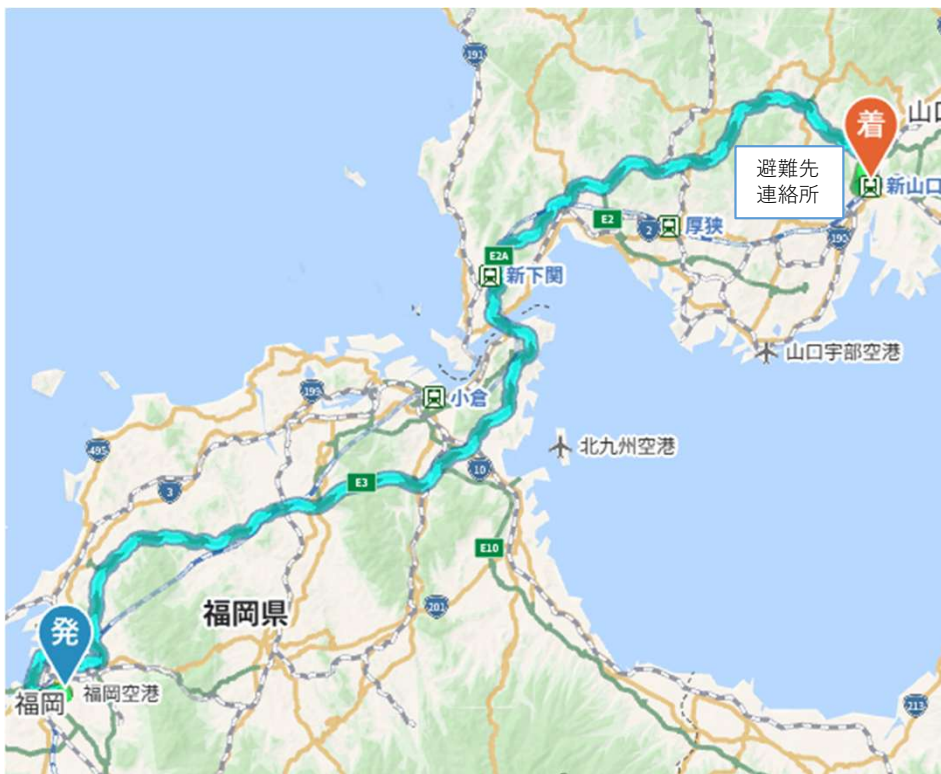 191
着
山口
避難先
連絡所
新山口
E2
2
厚狭
190
E2A
新下関
山口宇部空港
199
小倉
495
北九州空港
3
E3
10
E10
福岡県
201
発
福岡
福岡空港
213